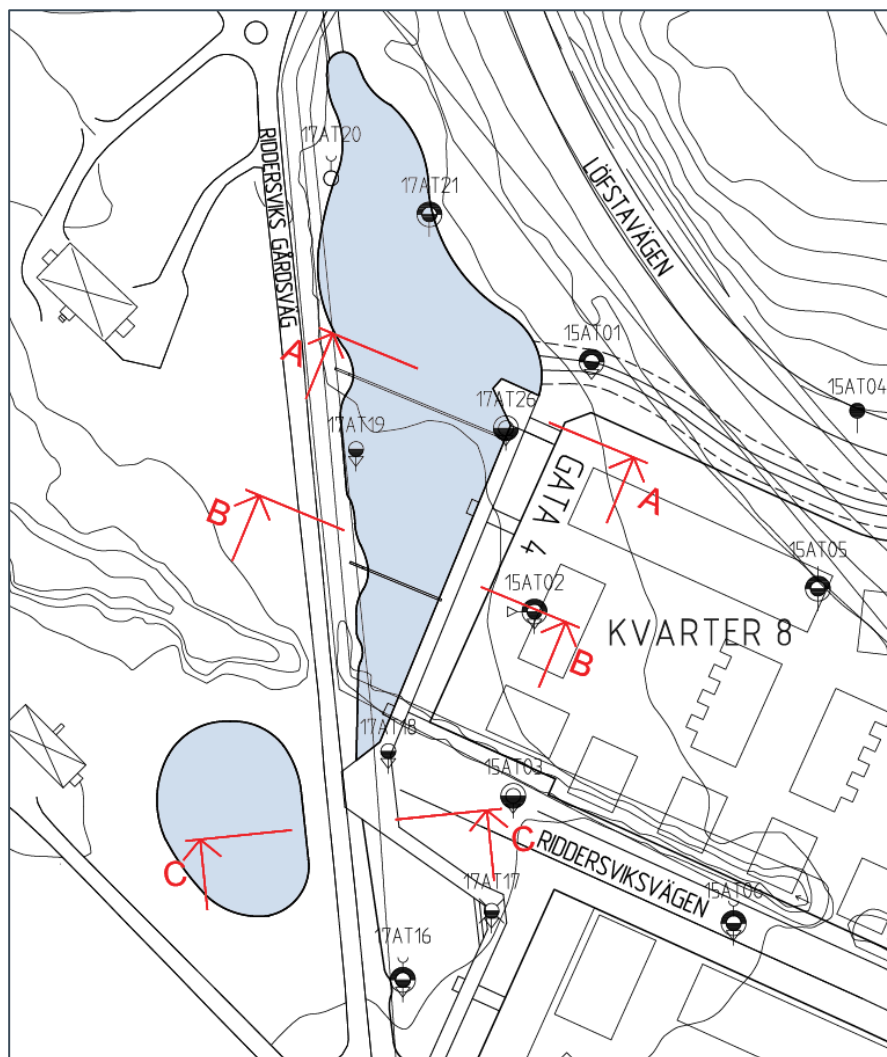 17AT20
RIDDERSVIKS GÅRDSVÄG
17AT21
LÖFSTAVÄGEN
A
15AT01
15AT04
17AT26
17AT19
GATA 4
A
B
15AT05
15AT02
KVARTER 8
B
17AT18
15AT03
C
C
RIDDERSVIKSVÄGEN
17AT17
15AT06
17AT16